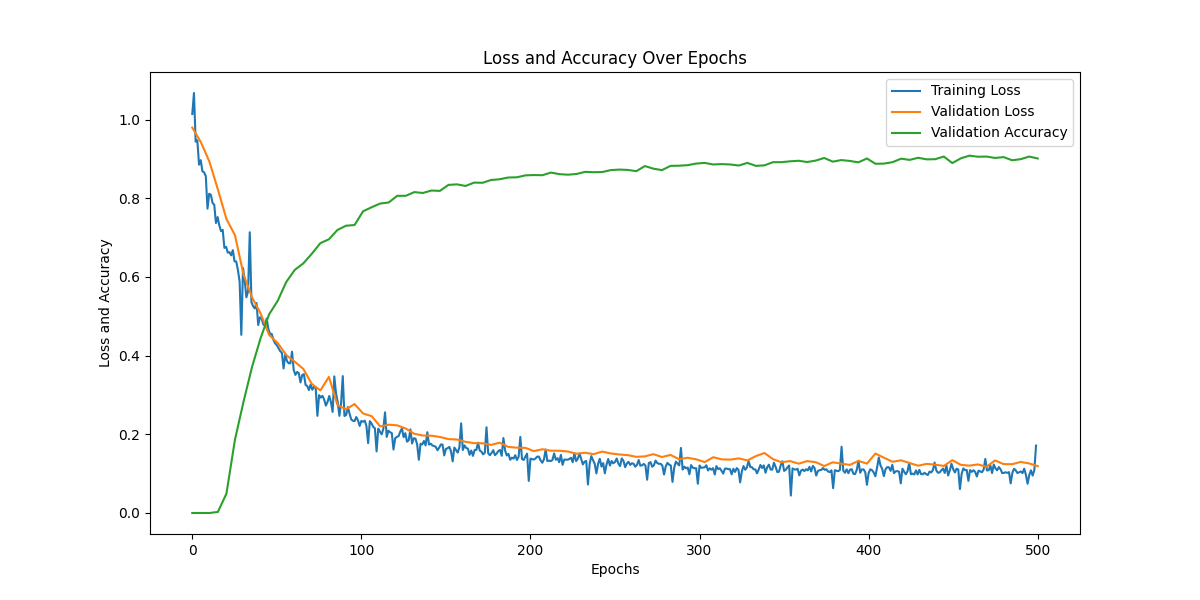 Loss and Accuracy Over Epochs
Training Loss
Validation Loss
Validation Accuracy
Loss and Accuracy
1.0
0.8
0.6
0.4
0.2
0.0
0 100 200 300 400 500
Epochs